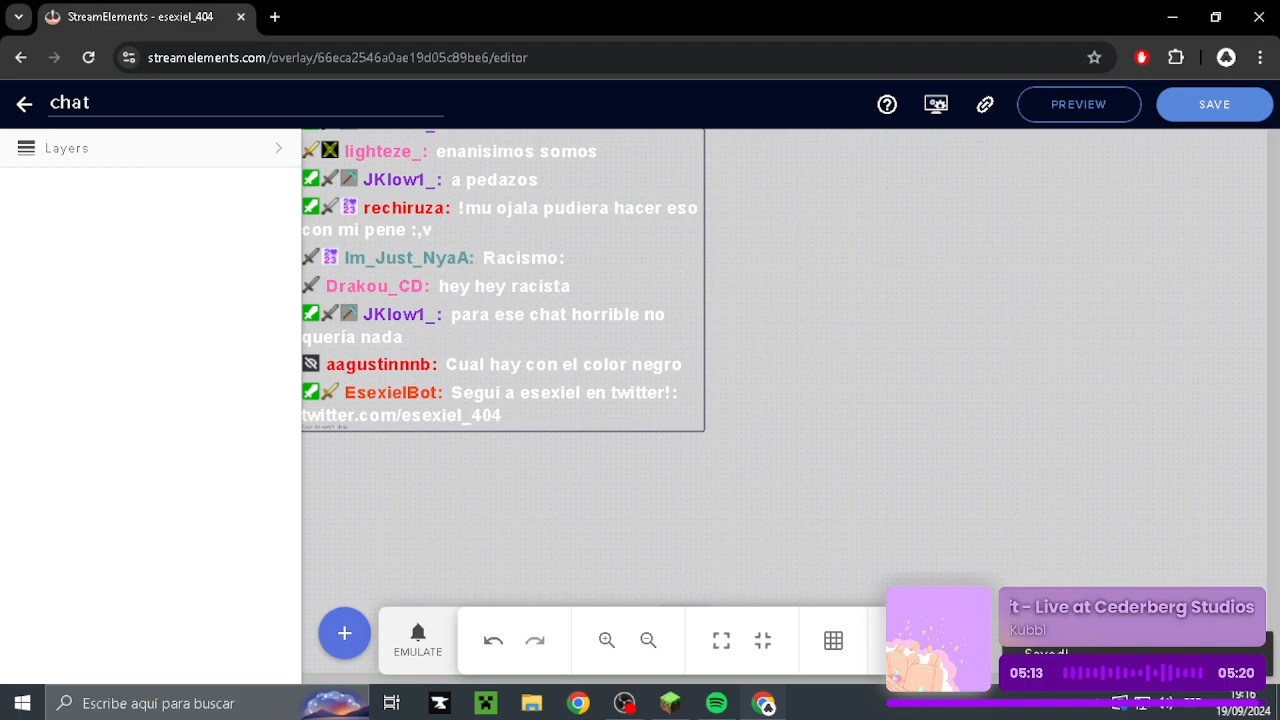 StreamElements - esexiel_404
streamelements.com/overlay/66eca2546a0ae19d05c89be6/editor
chat
PREVIEW
SAVE
Layers
lighteze_: enanisimos somos
JKlow1_: a pedazos
rechiruza: !mu ojala pudiera hacer eso
con mi pene :,v
Im_Just_NyaA: Racismo:
Drakou_CD: hey hey racista
JKlow1_: para ese chat horrible no
quería nada
aagustinnnb: Cual hay con el color negro
EsexielBot: Segui a esexiel en twitter!:
twitter.com/esexiel_404
EMULATE
't - Live at Cederberg Studios
Kubbi
Saved!
05:13
05:20
Escribe aquí para buscar
19:16
19/09/2024